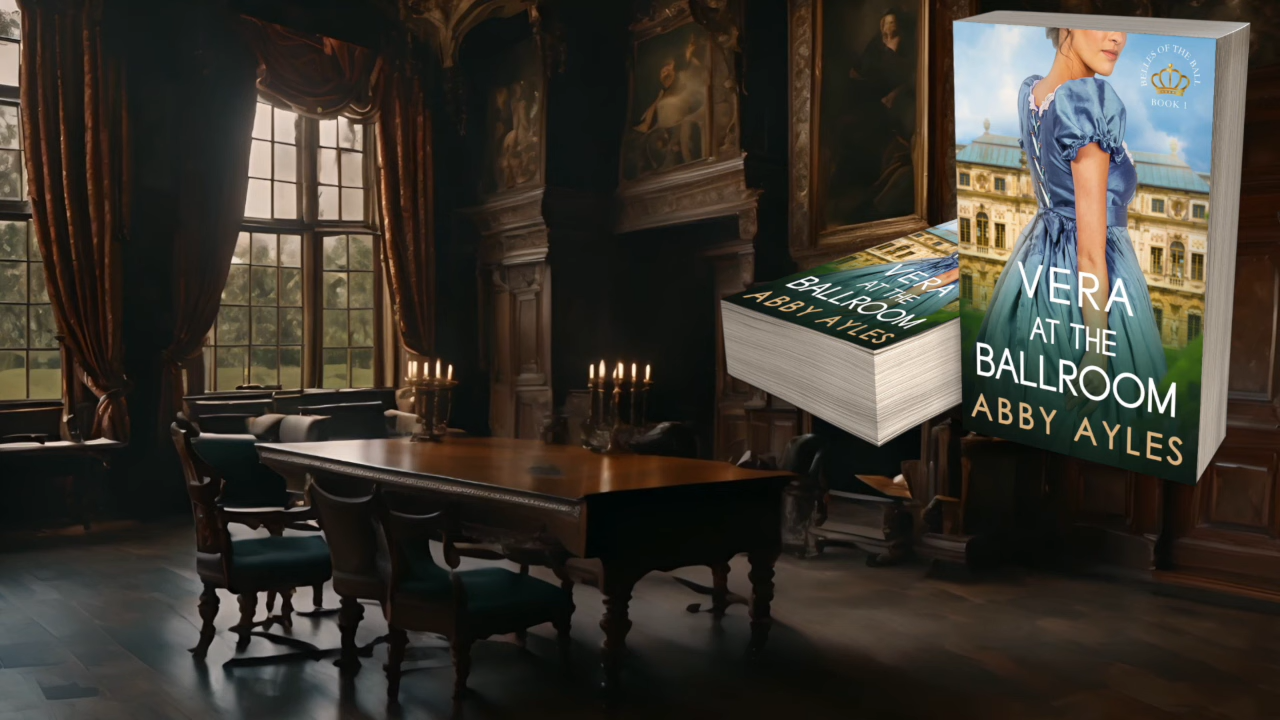 VERA
AT THE
BALLROOM
ABBY AYLES
BELLES OF THE BALL
BOOK 1
VERA
AT THE
BALLROOM
ABBY AYLES